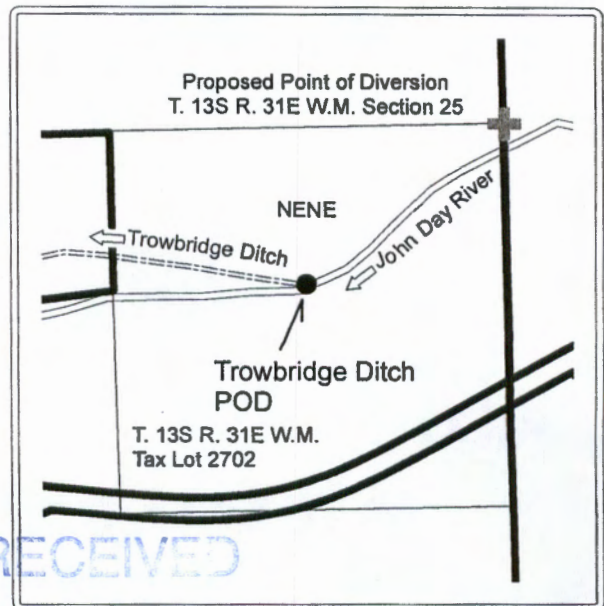 Proposed Point of Diversion
T. 13S R. 31E W.M. Section 25
NENE
John Day River
Trowbridge Ditch
Trowbridge Ditch
POD
T. 13S R. 31E W.M.
Tax Lot 2702
RECEIVED